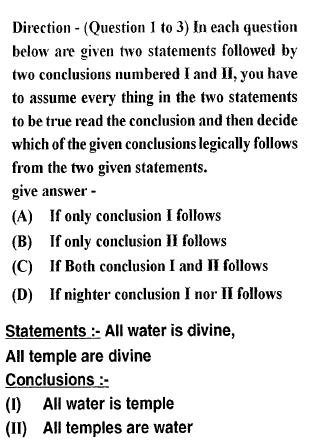 Direction - (Question 1 to 3) In each question
below are given two statements followed by
two conclusions numbered I and II, you have
to assume every thing in the two statements
to be true read the conclusion and then decide
which of the given conclusions legically follows
from the two given statements.
give answer -
(A) If only conclusion I follows
(B) If only conclusion II follows
(C) If Both conclusion I and II follows
(D) If nighter conclusion I nor II follows
Statements :- All water is divine,
All temple are divine
Conclusions :-
(I) All water is temple
(II) All temples are water